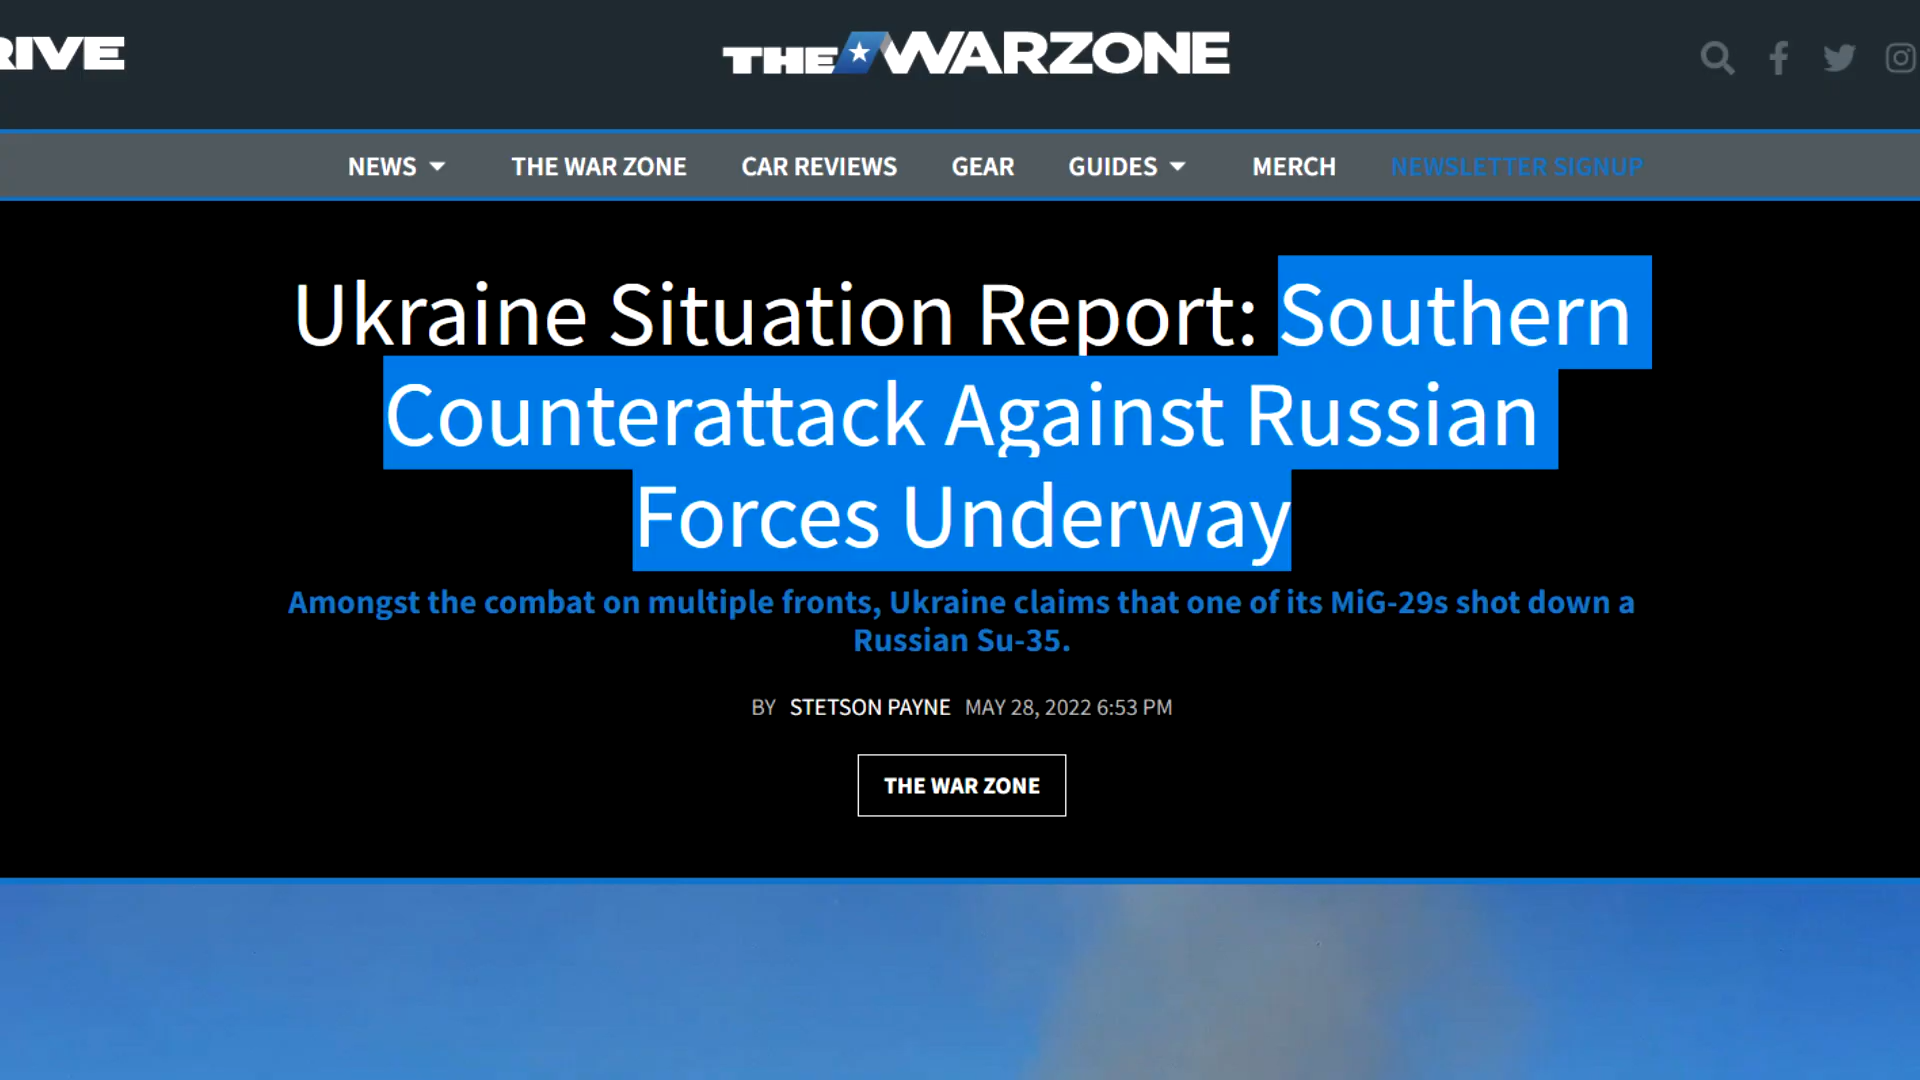 RIVE
THE WARZONE
NEWS
THE WAR ZONE
CAR REVIEWS
GEAR
GUIDES
MERCH
NEWSLETTER SIGNUP
Ukraine Situation Report: Southern
Counterattack Against Russian
Forces Underway
Amongst the combat on multiple fronts, Ukraine claims that one of its MiG-29s shot down a
Russian Su-35.
BY STETSON PAYNE MAY 28, 2022 6:53 PM
THE WAR ZONE